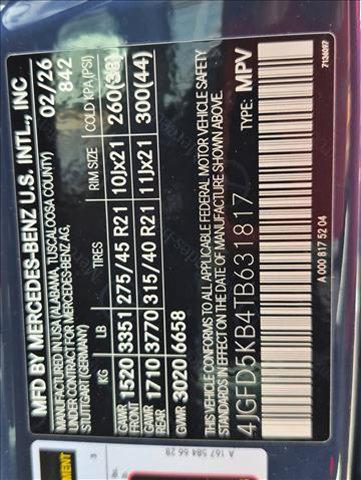 MFD BY MERCEDES-BENZ U.S. INTL., INC
MANUFACTURED IN USA (ALABAMA, TUSCALOOSA COUNTY) 02/26
UNDER CONTRACT FOR MERCEDES-BENZ AG, 842
STUTTGART (GERMANY)
KG LB TIRES RIM SIZE COLD KPA(PSI)
GAWR FRONT 1520 3351 275/45 R21 10Jx21 260(38)
GAWR REAR 1710 3770 315/40 R21 11Jx21 300(44)
GVWR 3020 6658
THIS VEHICLE CONFORMS TO ALL APPLICABLE FEDERAL MOTOR VEHICLE SAFETY
STANDARDS IN EFFECT ON THE DATE OF MANUFACTURE SHOWN ABOVE.
4JGFD5KB4TB631817 TYPE: MPV
A 000 817 52 04 7136097
A 167 584 66 28